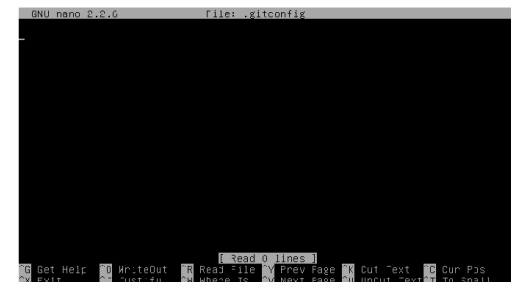 GNU nano 2.2.6 File: .gitconfig
[ Read 0 lines ]
^G Get Help ^O WriteOut ^R Read File ^Y Prev Page ^K Cut Text ^C Cur Pos
^X Exit ^J Justify ^W Where Is ^V Next Page ^U UnCut Text ^T To Spell